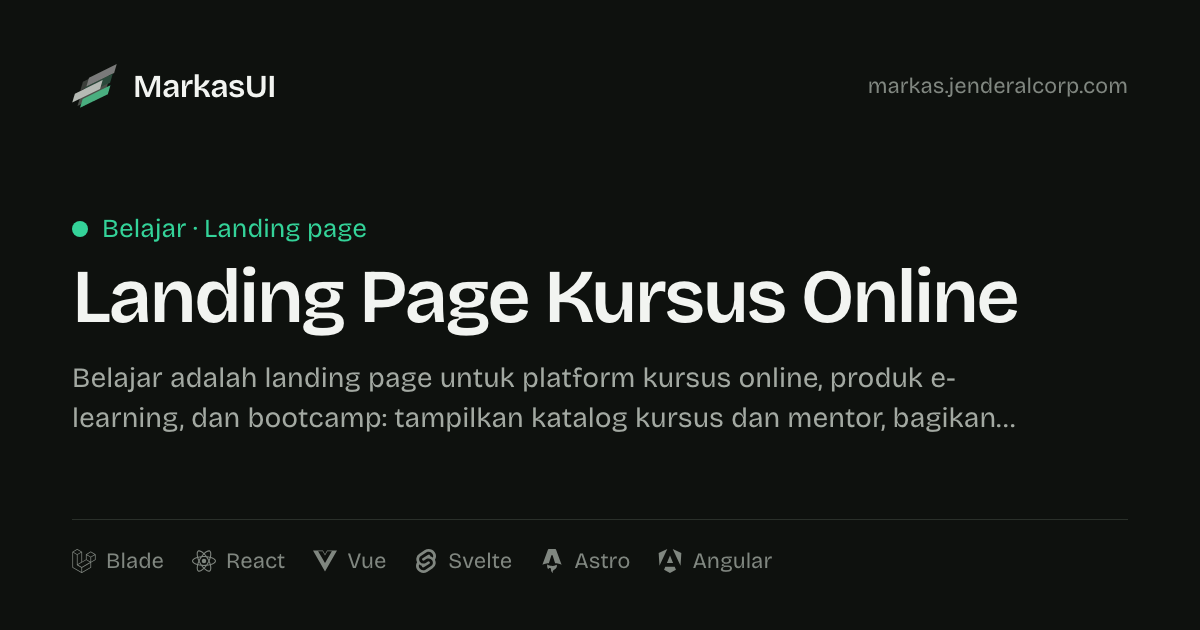 MarkasUI
markas.jenderalcorp.com
Belajar · Landing page
Landing Page Kursus Online
Belajar adalah landing page untuk platform kursus online, produk e-
learning, dan bootcamp: tampilkan katalog kursus dan mentor, bagikan...
Blade React Vue Svelte Astro Angular